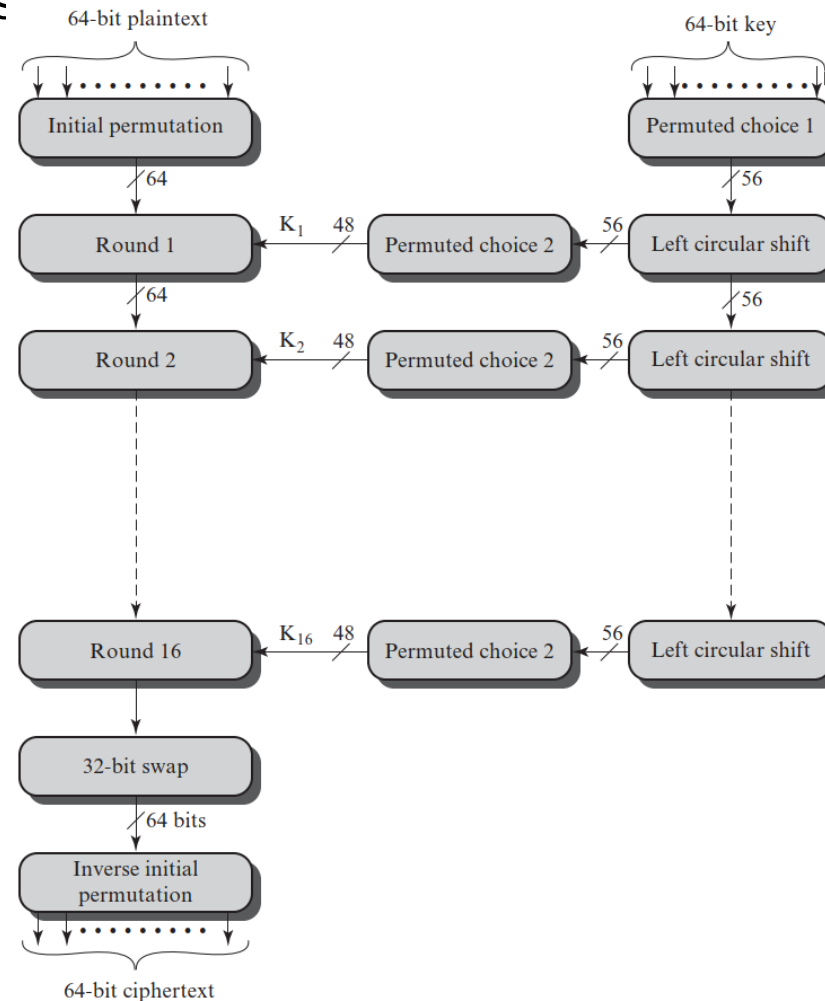 64-bit plaintext
64-bit key
Initial permutation
Permuted choice 1
64
56
Round 1
K1
48
Permuted choice 2
56
Left circular shift
64
56
Round 2
K2
48
Permuted choice 2
56
Left circular shift
Round 16
K16
48
Permuted choice 2
56
Left circular shift
32-bit swap
64 bits
Inverse initial
permutation
64-bit ciphertext